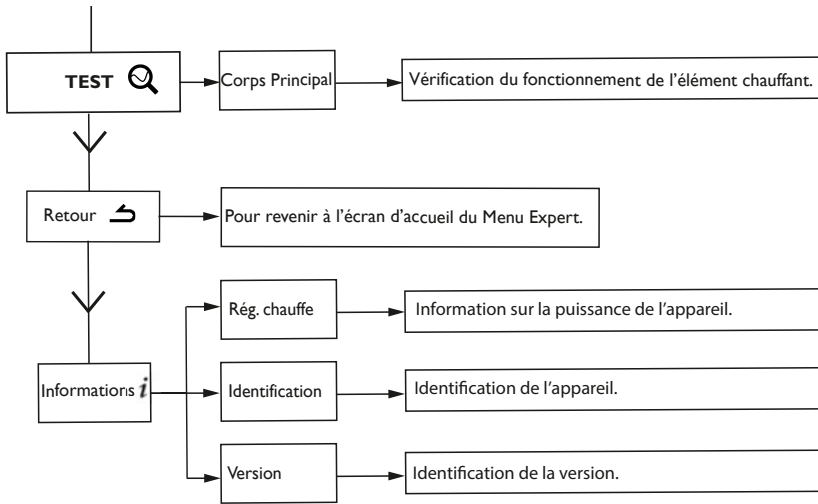 TEST
Corps Principal
Vérification du fonctionnement de l'élément chauffant.
Retour
Pour revenir à l'écran d'accueil du Menu Expert.
Rég. chauffe
Information sur la puissance de l'appareil.
Informations i
Identification
Identification de l'appareil.
Version
Identification de la version.